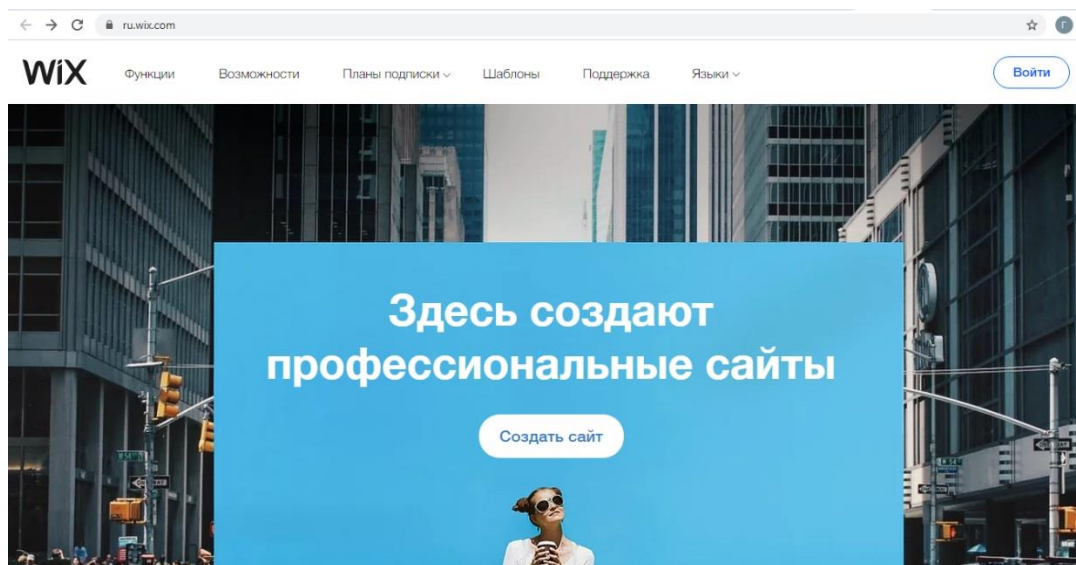 ru.wix.com
Г
WiX
Функции Возможности Планы подписки Шаблоны Поддержка Языки
Войти
Здесь создают
профессиональные сайты
Создать сайт